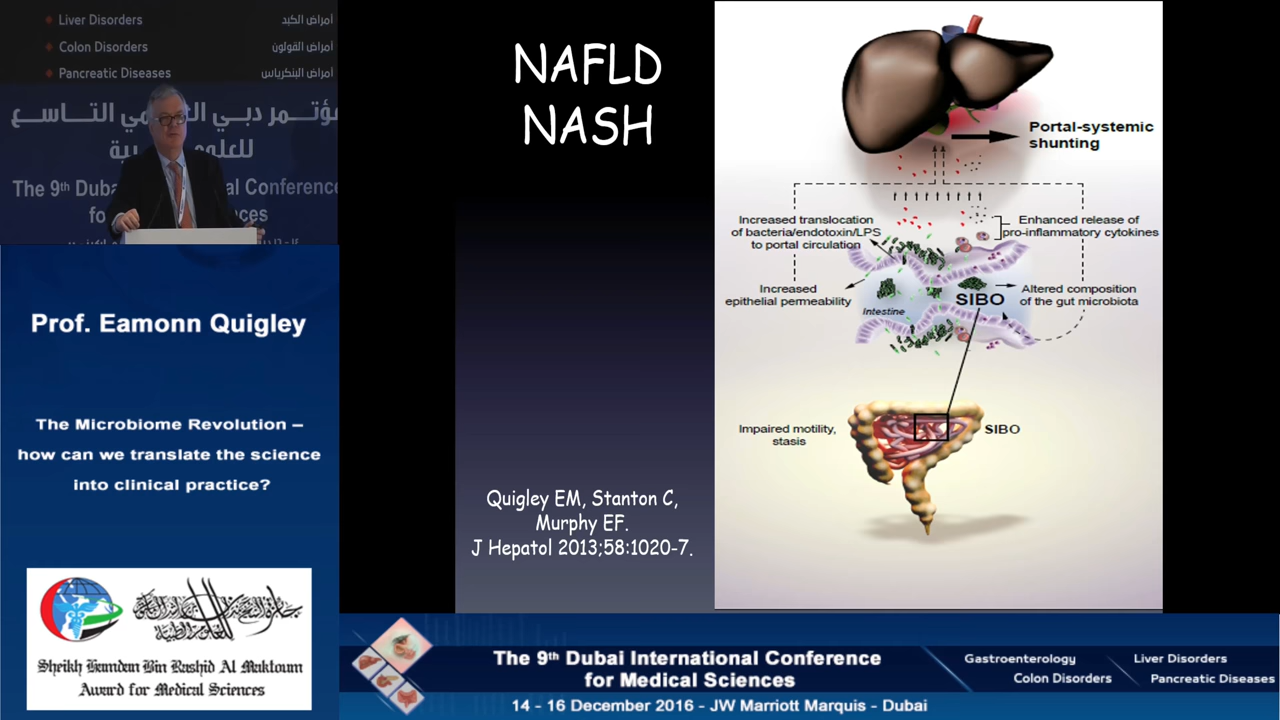 Liver Disorders
أمراض الكبد
Colon Disorders
أمراض القولون
Pancreatic Diseases
أمراض البنكرياس
The 9th Duba
Conference
Prof. Eamonn Quigley
The Microbiome Revolution –
how can we translate the science
into clinical practice?
Sheikh Hamdan Bin Rashid Al Maktoum
Award for Medical Sciences
NAFLD
NASH
Quigley EM, Stanton C,
Murphy EF.
J Hepatol 2013;58:1020-7.
Portal-systemic
shunting
Increased translocation
of bacteria/endotoxin/LPS
to portal circulation
Enhanced release of
pro-inflammatory cytokines
Increased
epithelial permeability
SIBO
Altered composition
of the gut microbiota
Intestine
Impaired motility,
stasis
SIBO
The 9th Dubai International Conference
for Medical Sciences
14 - 16 December 2016 - JW Marriott Marquis - Dubai
Gastroenterology
Liver Disorders
Colon Disorders
Pancreatic Diseases